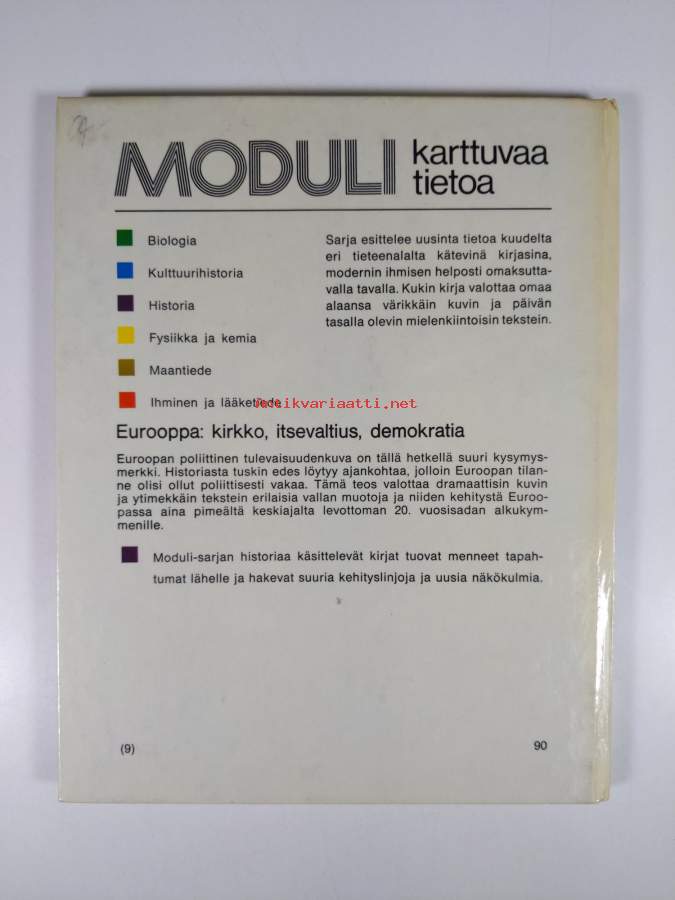 MODULI karttuvaa tietoa
Biologia
Kulttuurihistoria
Historia
Fysiikka ja kemia
Maantiede
Ihminen ja lääketiede
Sarja esittelee uusinta tietoa kuudelta
eri tieteenalalta kätevinä kirjasina,
modernin ihmisen helposti omaksutta-
valla tavalla. Kukin kirja valottaa omaa
alaansa värikkäin kuvin ja päivän
tasalla olevin mielenkiintoisin tekstein.
antikvariaatti.net
Eurooppa: kirkko, itsevaltius, demokratia
Euroopan poliittinen tulevaisuudenkuva on tällä hetkellä suuri kysymys-
merkki. Historiasta tuskin edes löytyy ajankohtaa, jolloin Euroopan tilan-
ne olisi ollut poliittisesti vakaa. Tämä teos valottaa dramaattisin kuvin
ja ytimekkäin tekstein erilaisia vallan muotoja ja niiden kehitystä Euroo-
passa aina pimeältä keskiajalta levottoman 20. vuosisadan alkukym-
menille.
Moduli-sarjan historiaa käsittelevät kirjat tuovat menneet tapah-
tumat lähelle ja hakevat suuria kehityslinjoja ja uusia näkökulmia.
(9)
90